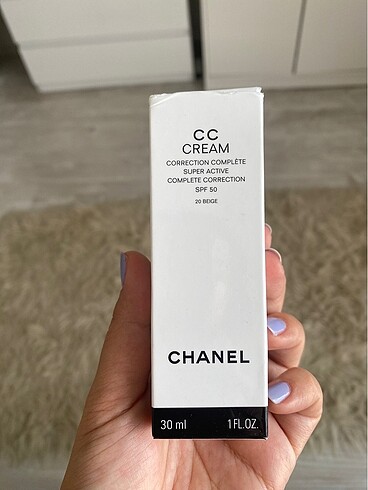 CC
CREAM
CORRECTION COMPLÈTE
SUPER ACTIVE
COMPLETE CORRECTION
SPF 50
20 BEIGE
CHANEL
30 ml 1 FL.OZ.